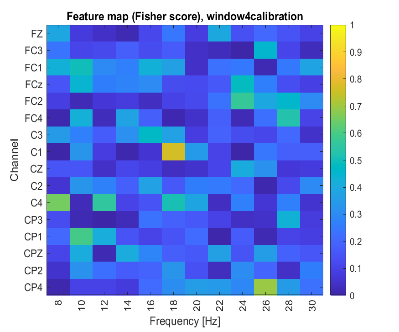 Feature map (Fisher score), window4calibration
Channel
FZ
FC3
FC1
FCz
FC2
FC4
C3
C1
CZ
C2
C4
CP3
CP1
CPZ
CP2
CP4
8 10 12 14 16 18 20 22 24 26 28 30
Frequency [Hz]
1
0.9
0.8
0.7
0.6
0.5
0.4
0.3
0.2
0.1
0